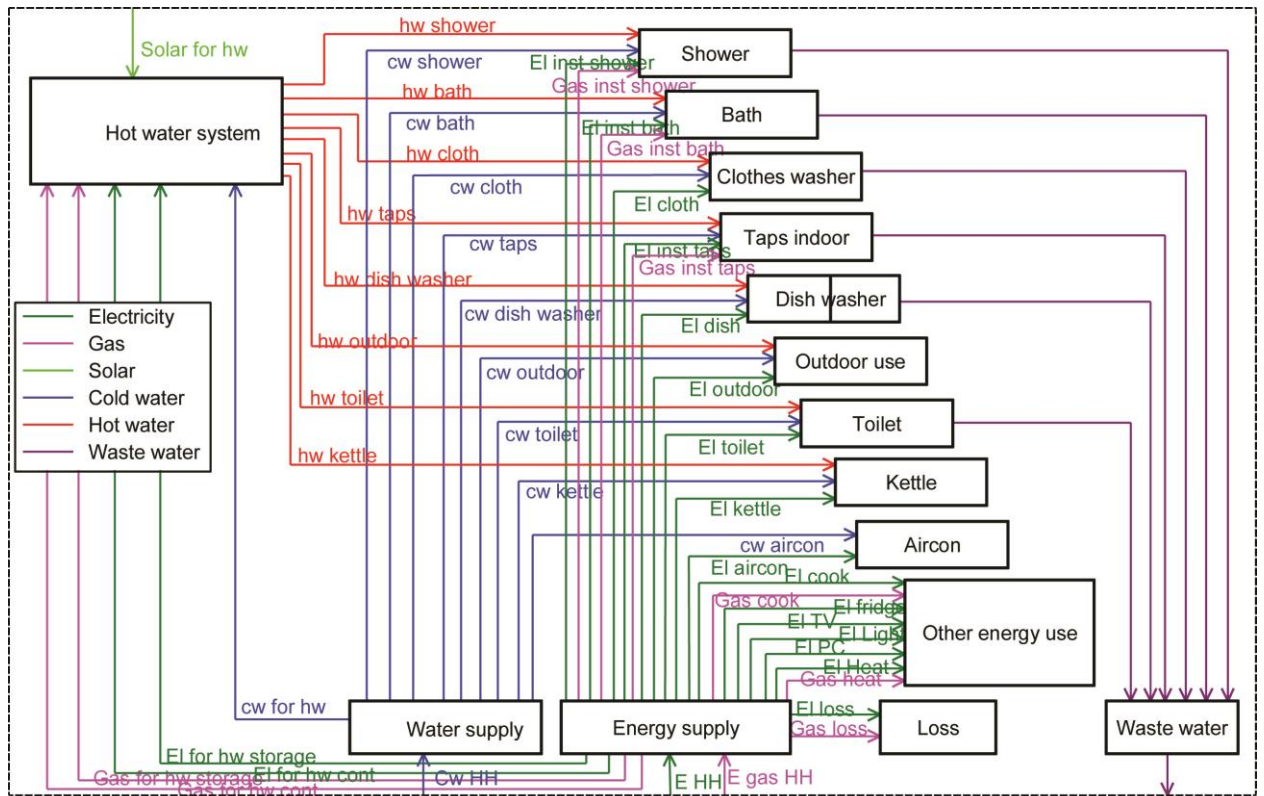 hw shower
Solar for hw
Shower
cw shower
El inst shower
Gas inst shower
hw bath
Bath
cw bath
El inst bath
Hot water system
Gas inst bath
hw cloth
Clothes washer
cw cloth
El cloth
hw taps
Taps indoor
cw taps
El inst taps
Gas inst taps
hw dish washer
Dish washer
cw dish washer
El dish
Electricity
Gas
Solar
Cold water
Hot water
Waste water
hw outdoor
Outdoor use
cw outdoor
El outdoor
hw toilet
Toilet
cw toilet
El toilet
hw kettle
Kettle
cw kettle
El kettle
cw aircon
Aircon
El aircon
El cook
Gas cook
El fridge
El TV
El Light
Other energy use
El PC
El Heat
Gas heat
cw for hw
Water supply
Energy supply
El loss
Gas loss
Loss
Waste water
El for hw storage
El for hw cont
Gas for hw storage
Gas for hw cont
Cw HH
E HH
E gas HH